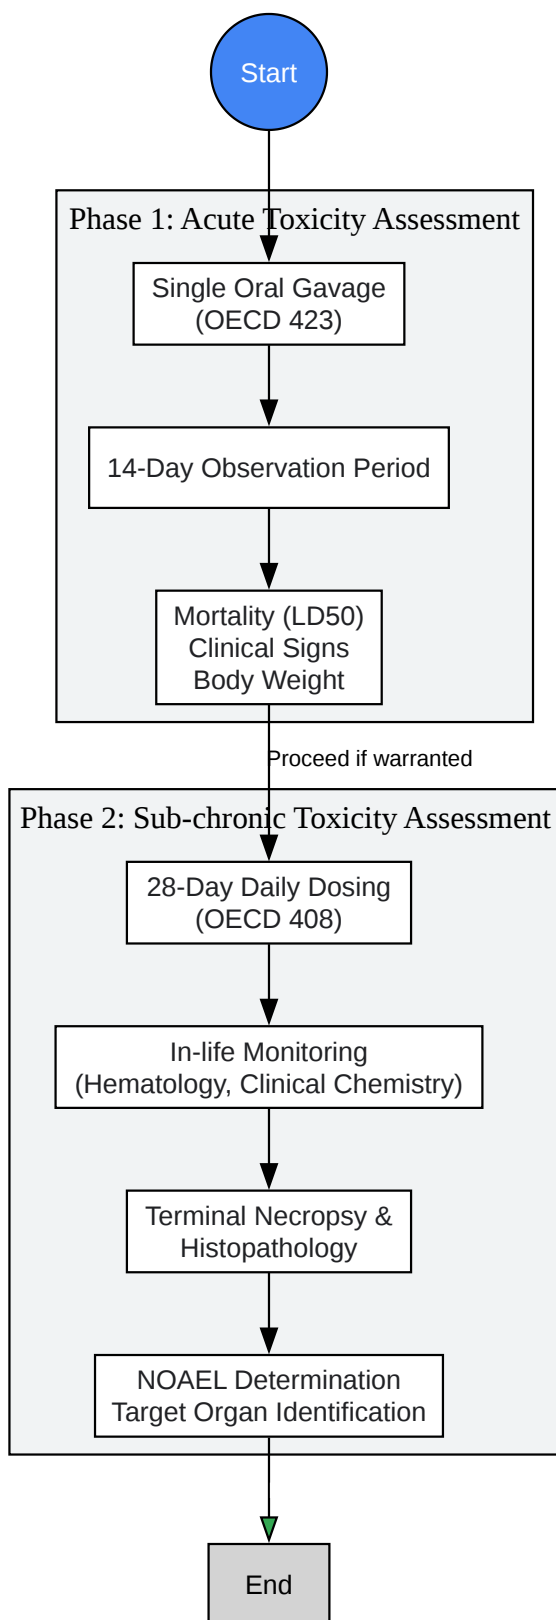 Start
Phase 1: Acute Toxicity Assessment
Single Oral Gavage
(OECD 423)
14-Day Observation Period
Mortality (LD50)
Clinical Signs
Body Weight
Proceed if warranted
Phase 2: Sub-chronic Toxicity Assessment
28-Day Daily Dosing
(OECD 408)
In-life Monitoring
(Hematology, Clinical Chemistry)
Terminal Necropsy &
Histopathology
NOAEL Determination
Target Organ Identification
End